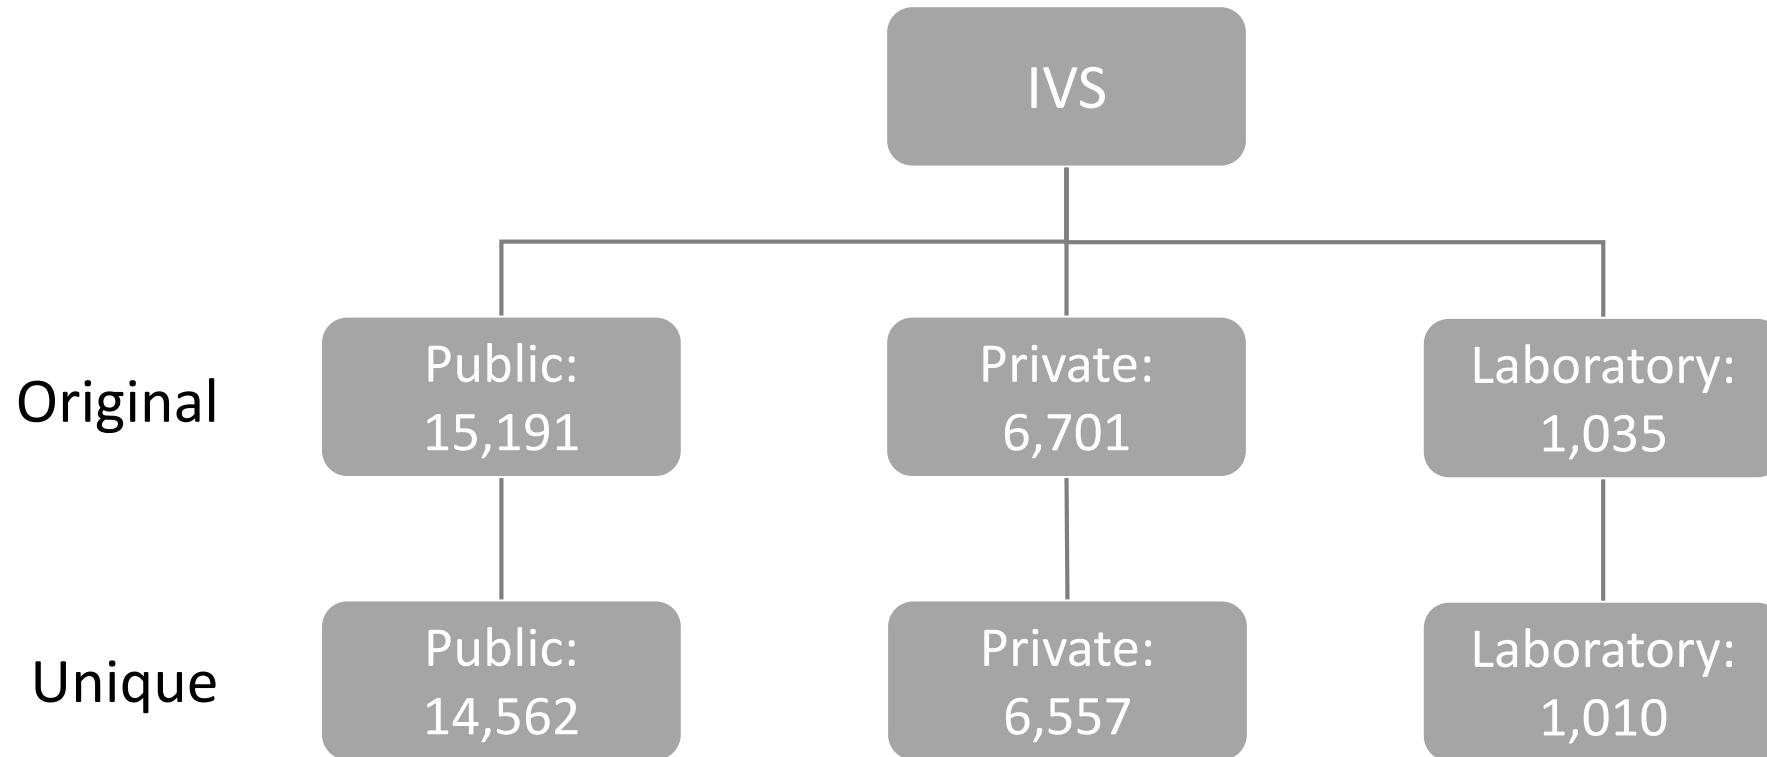 IVS
Original
Public:
15,191
Private:
6,701
Laboratory:
1,035
Unique
Public:
14,562
Private:
6,557
Laboratory:
1,010